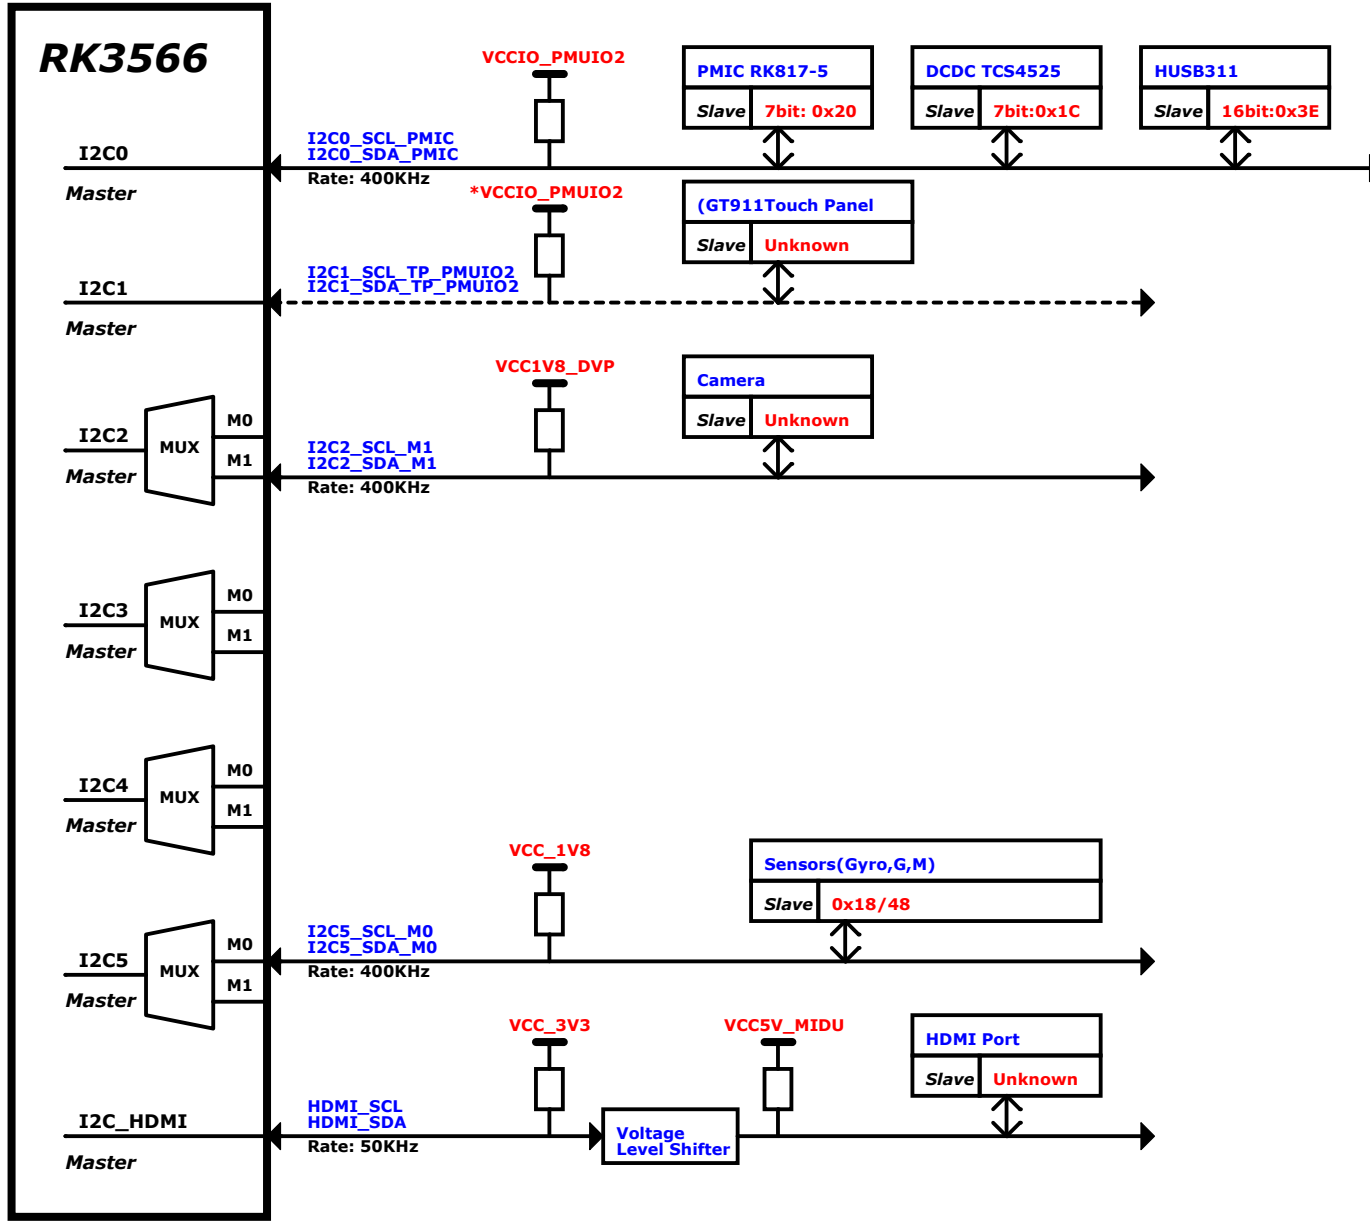 RK3566
VCCIO_PMUIO2
PMIC RK817-5
Slave 7bit: 0x20
DCDC TCS4525
Slave 7bit:0x1C
HUSB311
Slave 16bit:0x3E
I2C0
Master
I2C0_SCL_PMIC
I2C0_SDA_PMIC
Rate: 400KHz
*VCCIO_PMUIO2
(GT911Touch Panel
Slave Unknown
I2C1
Master
I2C1_SCL_TP_PMUIO2
I2C1_SDA_TP_PMUIO2
VCC1V8_DVP
Camera
Slave Unknown
I2C2
Master
MUX
M0
M1
I2C2_SCL_M1
I2C2_SDA_M1
Rate: 400KHz
I2C3
Master
MUX
M0
M1
I2C4
Master
MUX
M0
M1
VCC_1V8
Sensors(Gyro,G,M)
Slave 0x18/48
I2C5
Master
MUX
M0
M1
I2C5_SCL_M0
I2C5_SDA_M0
Rate: 400KHz
VCC_3V3
VCC5V_MIDU
HDMI Port
Slave Unknown
I2C_HDMI
Master
HDMI_SCL
HDMI_SDA
Rate: 50KHz
Voltage
Level Shifter